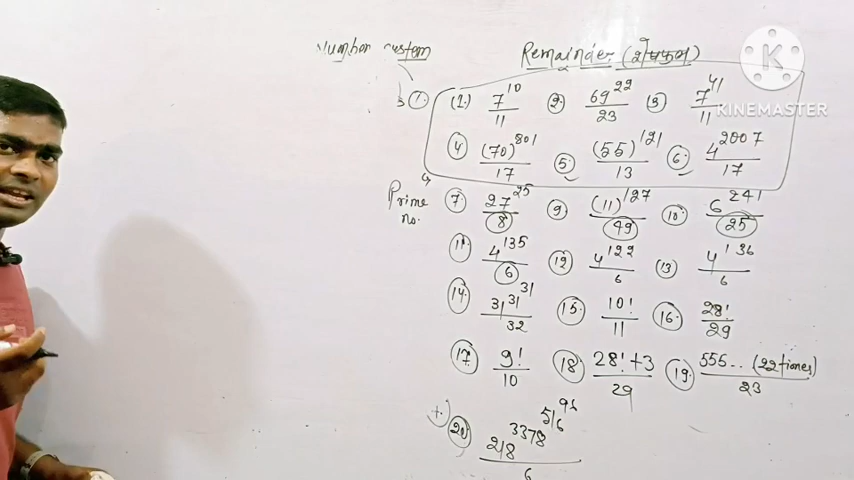 Number system Remainder (शेषफल)
K
KINEMASTER
(1.) 7^10/11 (2.) 69^22/23 (3) 7^41/11
(4) (70)^801/17 (5.) (55)^121/13 (6.) 4^2007/17
Prime no.
(7.) 27^25/8 (9) (11)^127/49 (10.) 6^241/25
(11) 4^135/6 (12) 4^122/6 (13) 4^136/6
(14.) 31^31^31/32 (15.) 10!/11 (16.) 28!/29
(17.) 9!/10 (18.) 28!+3/29 (19.) 555... (22 times)/23
(20) 218^3378^516^96/6